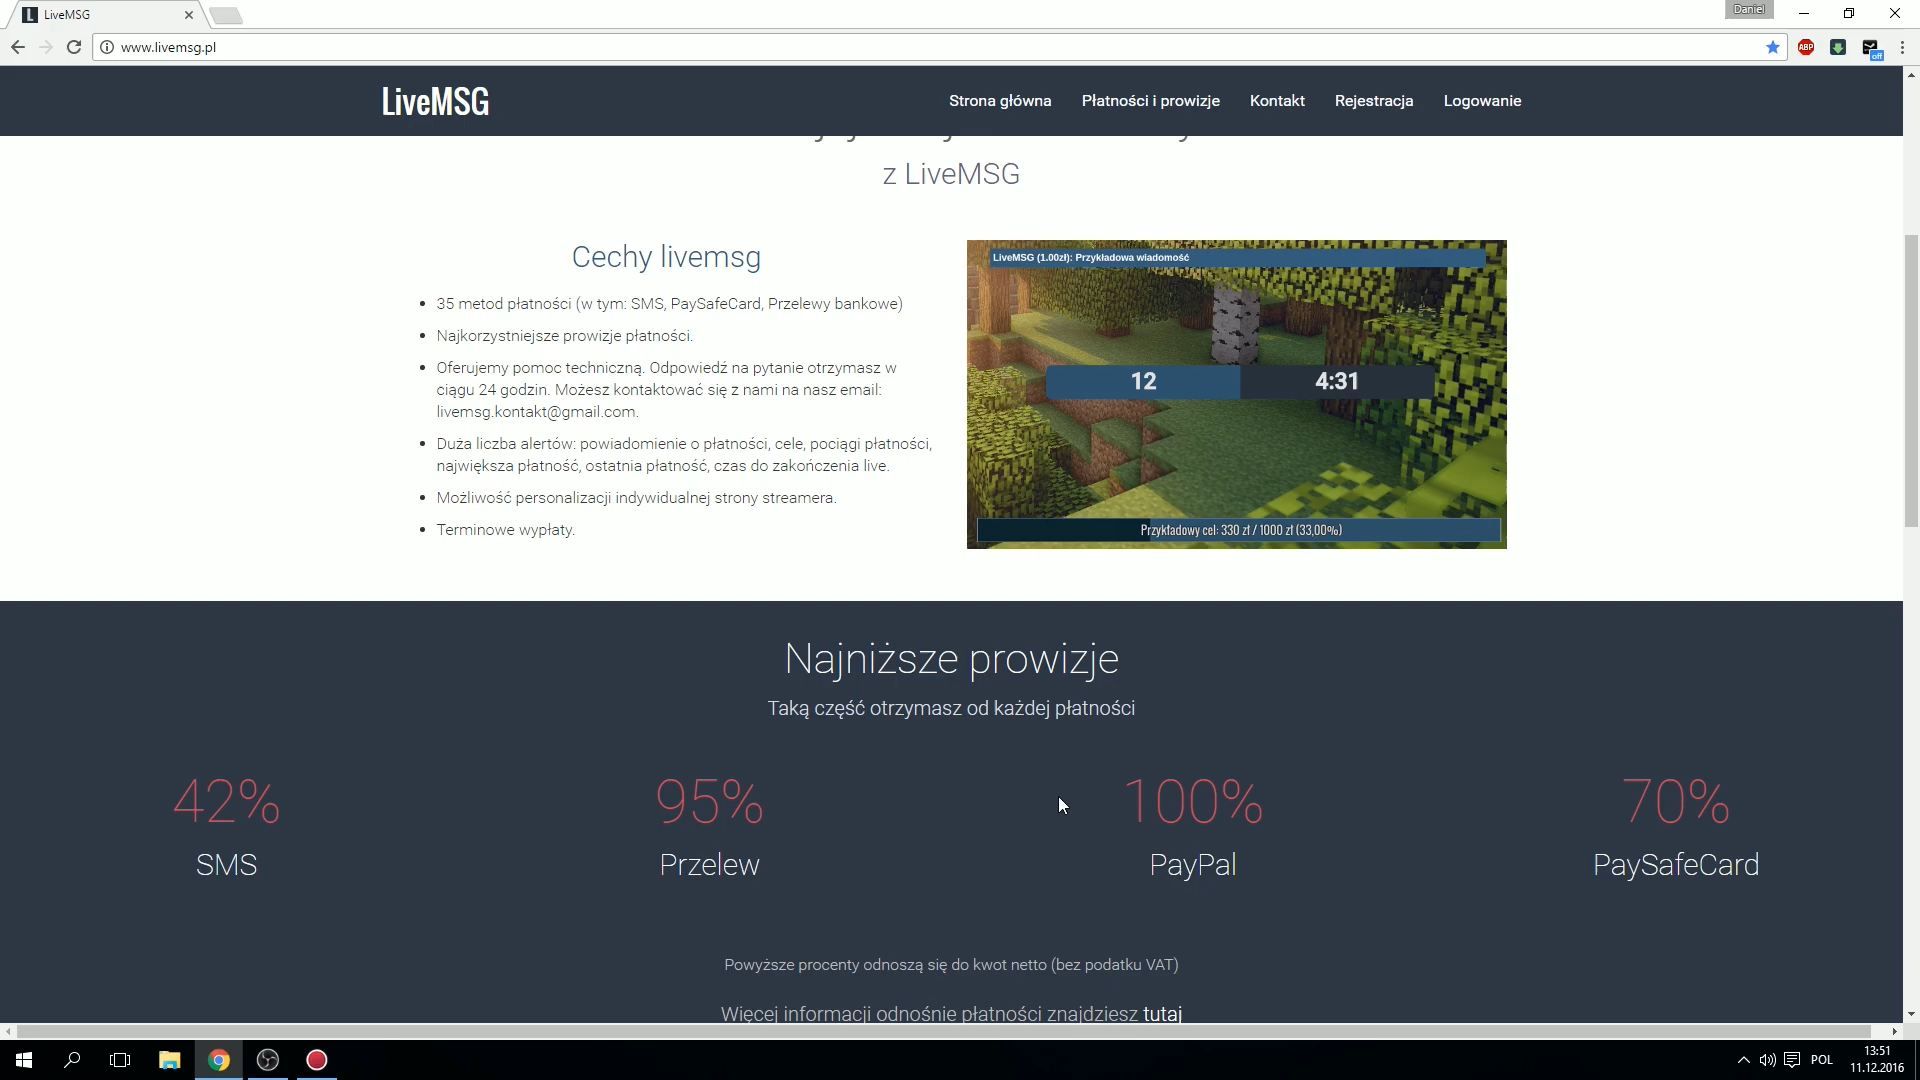 LiveMSG
Daniel
www.livemsg.pl
ABP
off
LiveMSG
Strona główna
Płatności i prowizje
Kontakt
Rejestracja
Logowanie
z LiveMSG
Cechy livemsg
35 metod płatności (w tym: SMS, PaySafeCard, Przelewy bankowe)
Najkorzystniejsze prowizje płatności.
Oferujemy pomoc techniczną. Odpowiedź na pytanie otrzymasz w
ciągu 24 godzin. Możesz kontaktować się z nami na nasz email:
livemsg.kontakt@gmail.com.
Duża liczba alertów: powiadomienie o płatności, cele, pociągi płatności,
największa płatność, ostatnia płatność, czas do zakończenia live.
Możliwość personalizacji indywidualnej strony streamera.
Terminowe wypłaty.
LiveMSG (1.00zł): Przykładowa wiadomość
12
4:31
Przykładowy cel: 330 zł / 1000 zł (33,00%)
Najniższe prowizje
Taką część otrzymasz od każdej płatności
42%
SMS
95%
Przelew
100%
PayPal
70%
PaySafeCard
Powyższe procenty odnoszą się do kwot netto (bez podatku VAT)
Więcej informacji odnośnie płatności znajdziesz tutaj
POL
13:51
11.12.2016